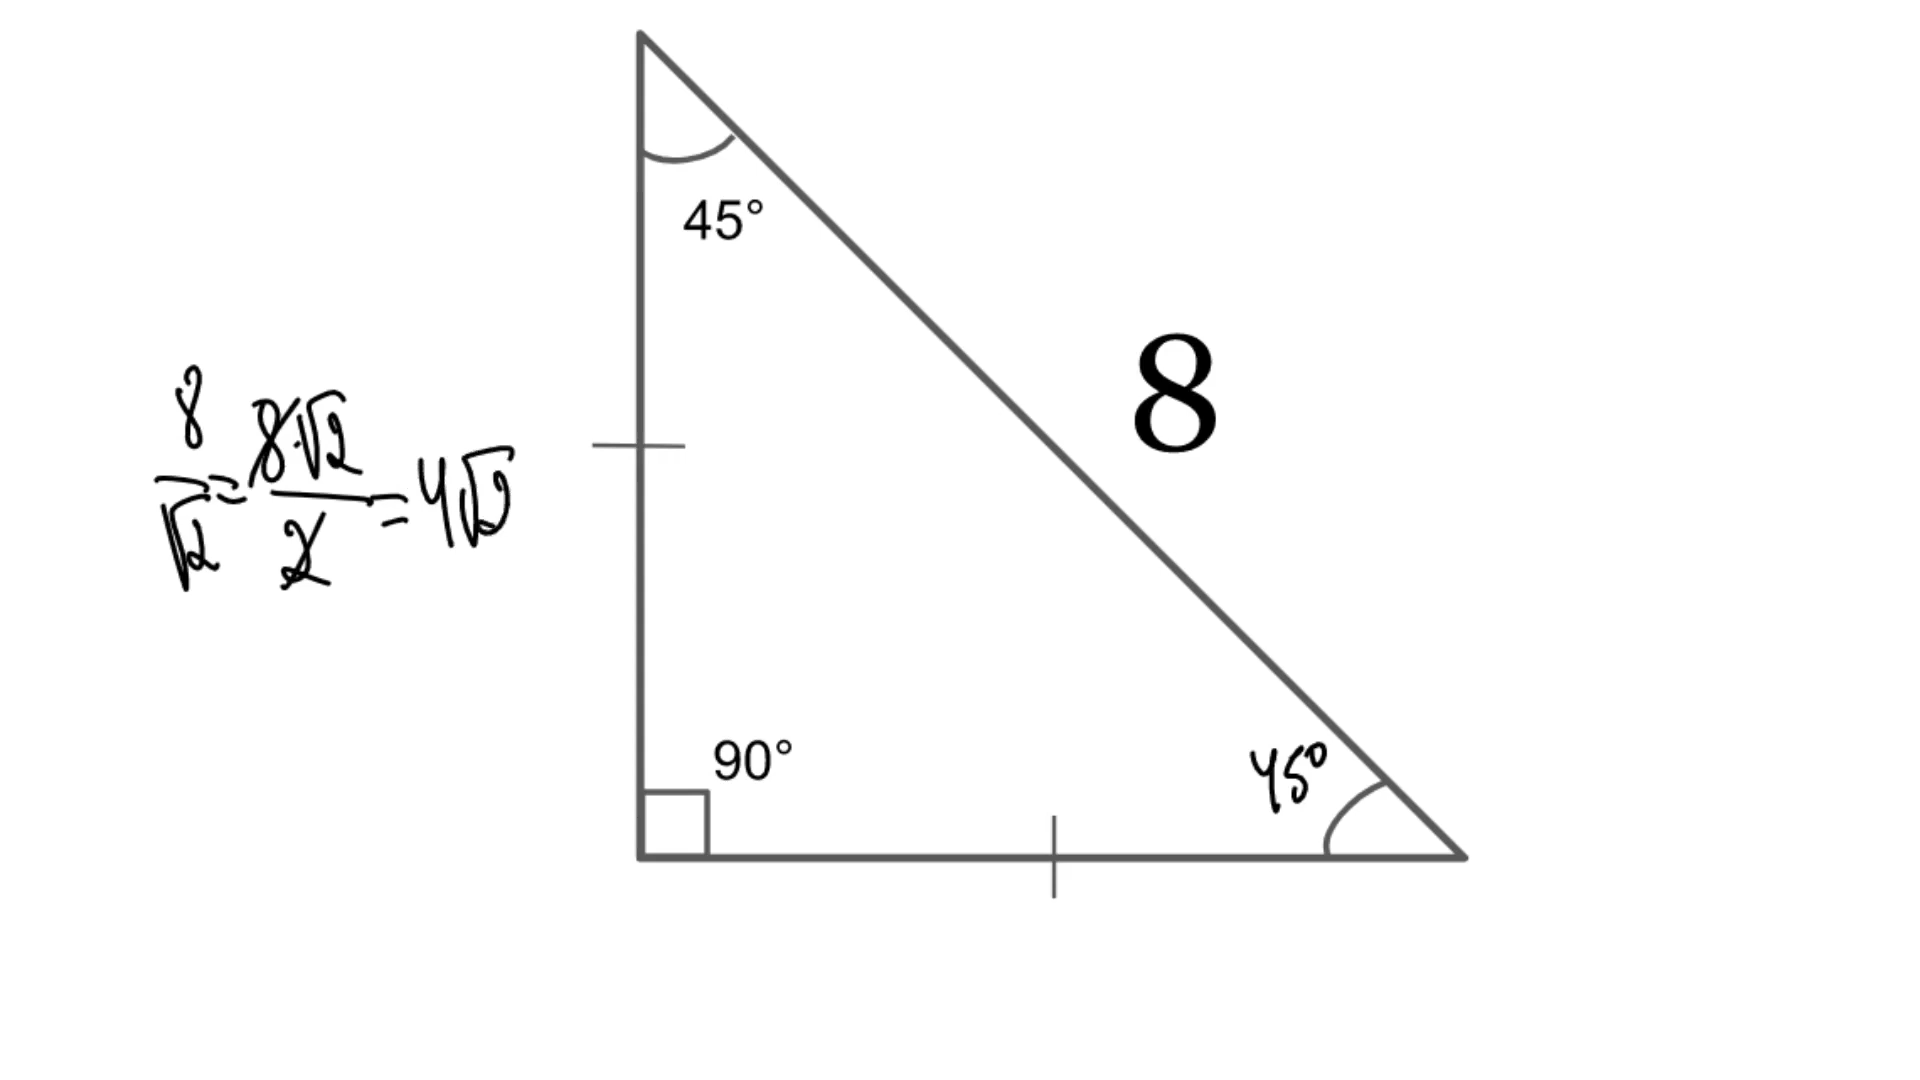 45°
8
8/√2 = 8·√2/2 = 4√2
90°
45°